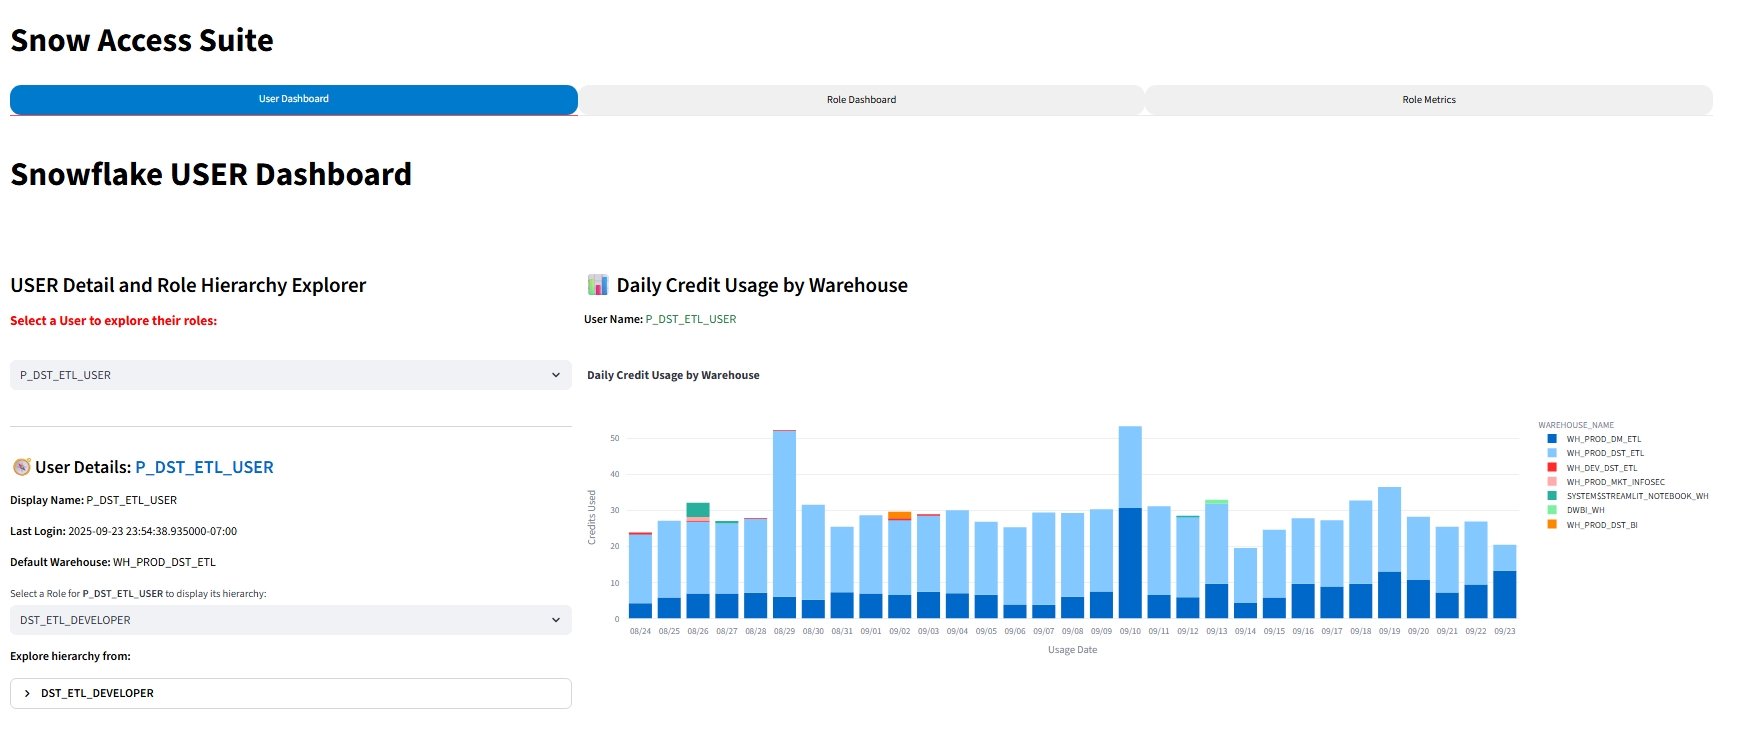 Snow Access Suite
User Dashboard
Role Dashboard
Role Metrics
Snowflake USER Dashboard
USER Detail and Role Hierarchy Explorer
Select a User to explore their roles:
P_DST_ETL_USER
User Details: P_DST_ETL_USER
Display Name: P_DST_ETL_USER
Last Login: 2025-09-23 23:54:38.935000-07:00
Default Warehouse: WH_PROD_DST_ETL
Select a Role for P_DST_ETL_USER to display its hierarchy:
DST_ETL_DEVELOPER
Explore hierarchy from:
DST_ETL_DEVELOPER
Daily Credit Usage by Warehouse
User Name: P_DST_ETL_USER
Daily Credit Usage by Warehouse
Credits Used
50
40
30
20
10
0
08/24 08/25 08/26 08/27 08/28 08/29 08/30 08/31 09/01 09/02 09/03 09/04 09/05 09/06 09/07 09/08 09/09 09/10 09/11 09/12 09/13 09/14 09/15 09/16 09/17 09/18 09/19 09/20 09/21 09/22 09/23
Usage Date
WAREHOUSE_NAME
WH_PROD_DM_ETL
WH_PROD_DST_ETL
WH_DEV_DST_ETL
WH_PROD_MKT_INFOSEC
SYSTEM$STREAMLIT_NOTEBOOK_WH
DWBI_WH
WH_PROD_DST_BI